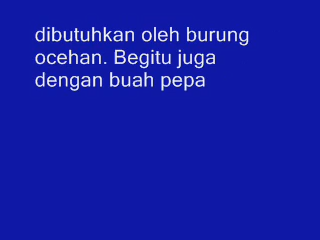 dibutuhkan oleh burung
ocehan. Begitu juga
dengan buah pepa